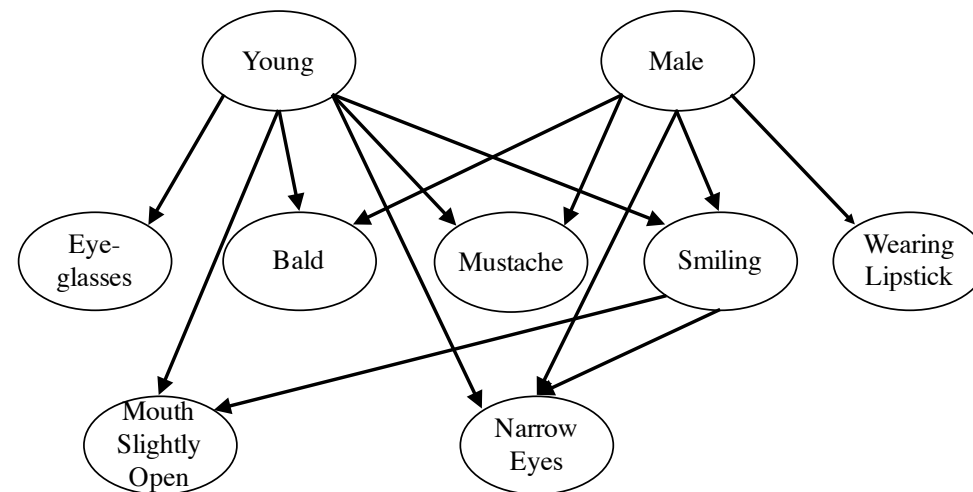 Young
Male
Eye-
glasses
Bald
Mustache
Smiling
Wearing
Lipstick
Mouth
Slightly
Open
Narrow
Eyes